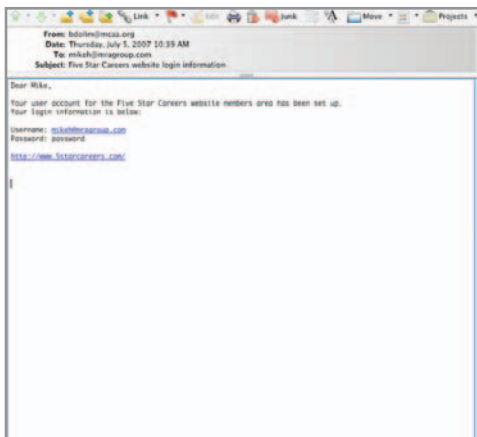 Link
Edit
Junk
Move
Projects
From: bdolim@mcaa.org
Date: Thursday, July 5, 2007 10:39 AM
To: mikeh@mragroup.com
Subject: Five Star Careers website login information
Dear Mike,
Your user account for the Five Star Careers website members area has been set up.
Your login information is below:
Username: mikeh@mragroup.com
Password: password
http://www.5starcareers.com/